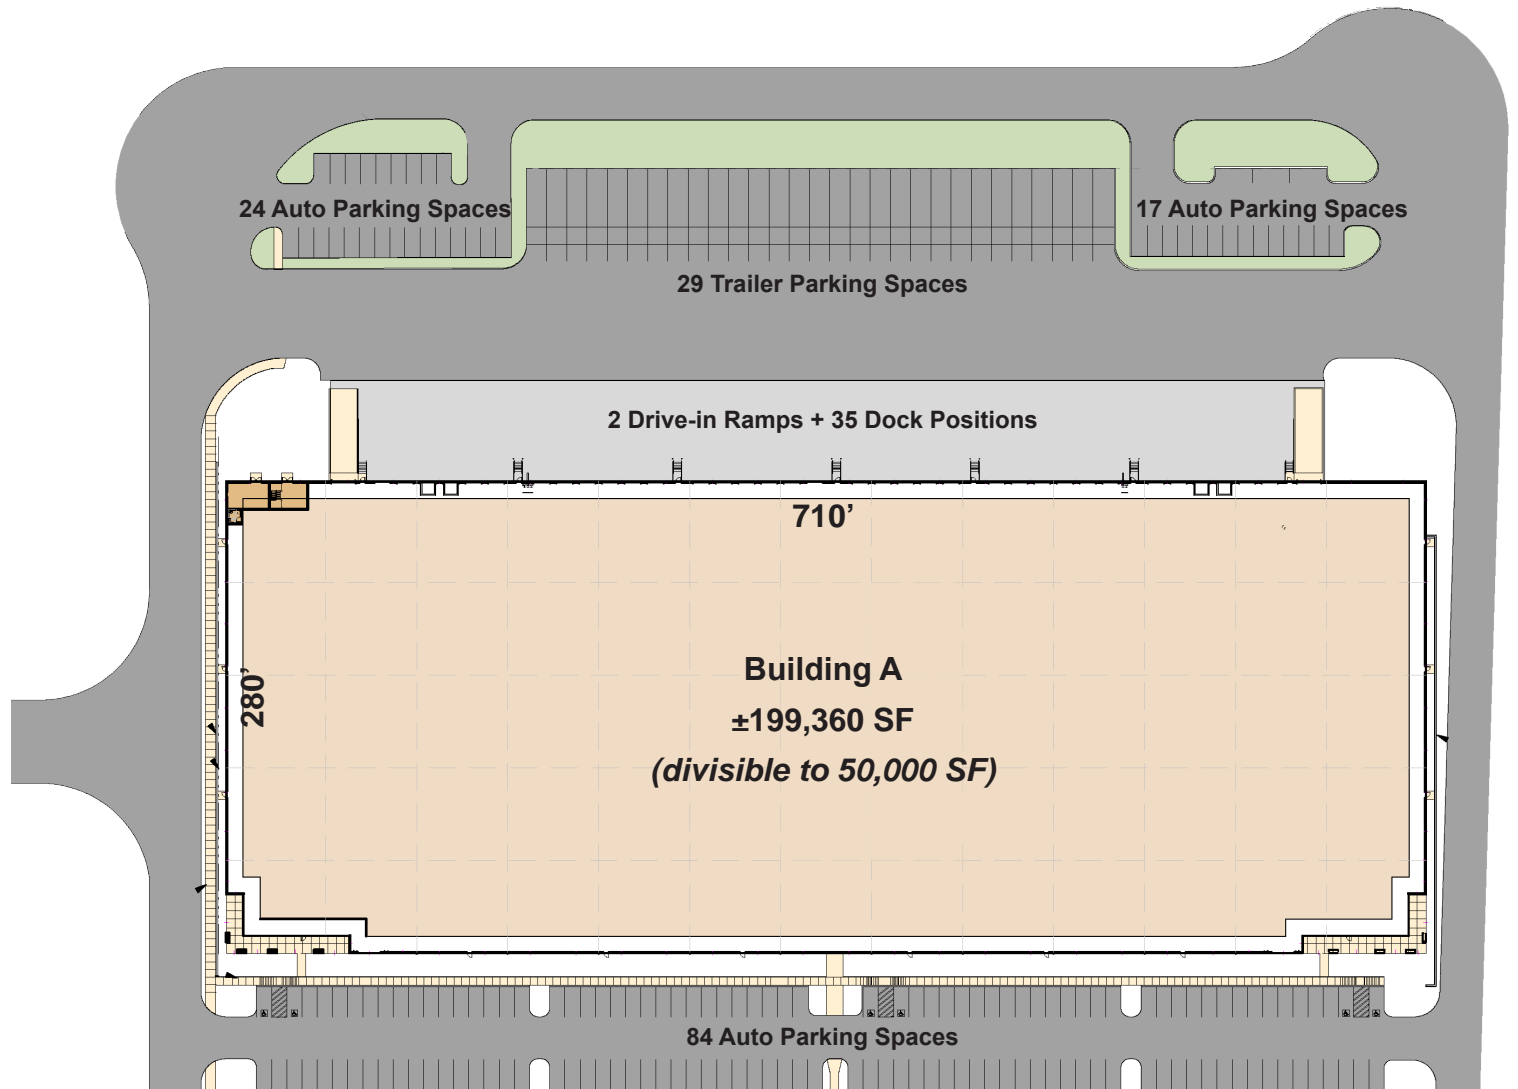 24 Auto Parking Spaces
17 Auto Parking Spaces
29 Trailer Parking Spaces
2 Drive-in Ramps + 35 Dock Positions
710’
280’
Building A
±199,360 SF
(divisible to 50,000 SF)
84 Auto Parking Spaces